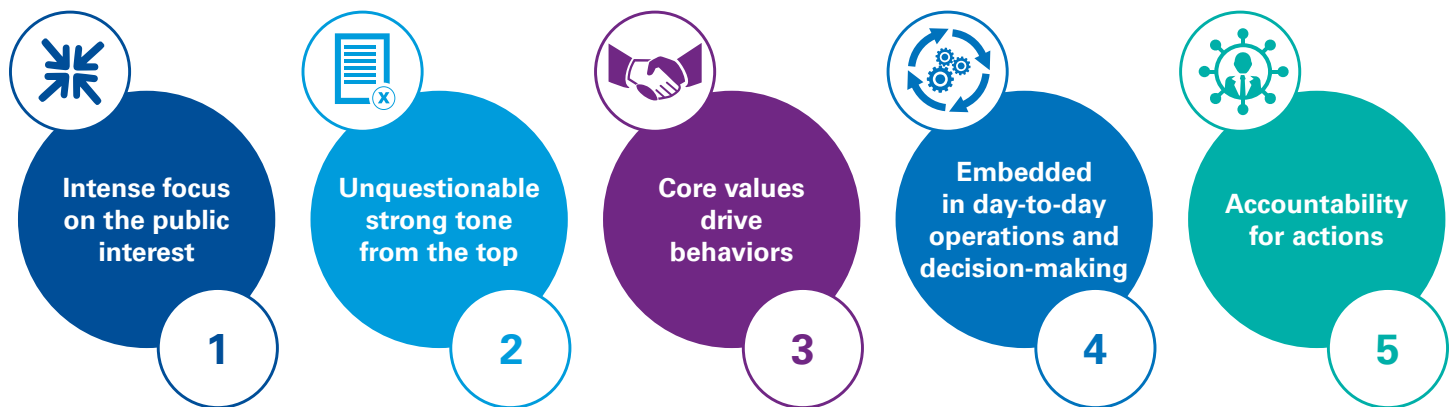 Intense focus
on the public
interest
1
X
Unquestionable
strong tone
from the top
2
Core values
drive
behaviors
3
Embedded
in day-to-day
operations and
decision-making
4
Accountability
for actions
5